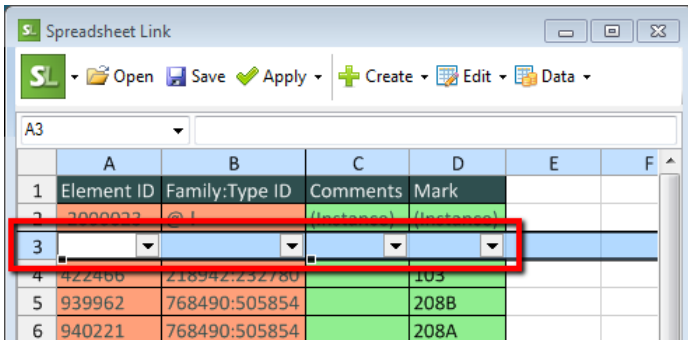 SL Spreadsheet Link
SL Open Save Apply Create Edit Data
A3
A B C D E F
1 Element ID Family:Type ID Comments Mark
2 -2000023 @-l (Instance) (Instance)
3
4 422466 218942:232780 103
5 939962 768490:505854 208B
6 940221 768490:505854 208A